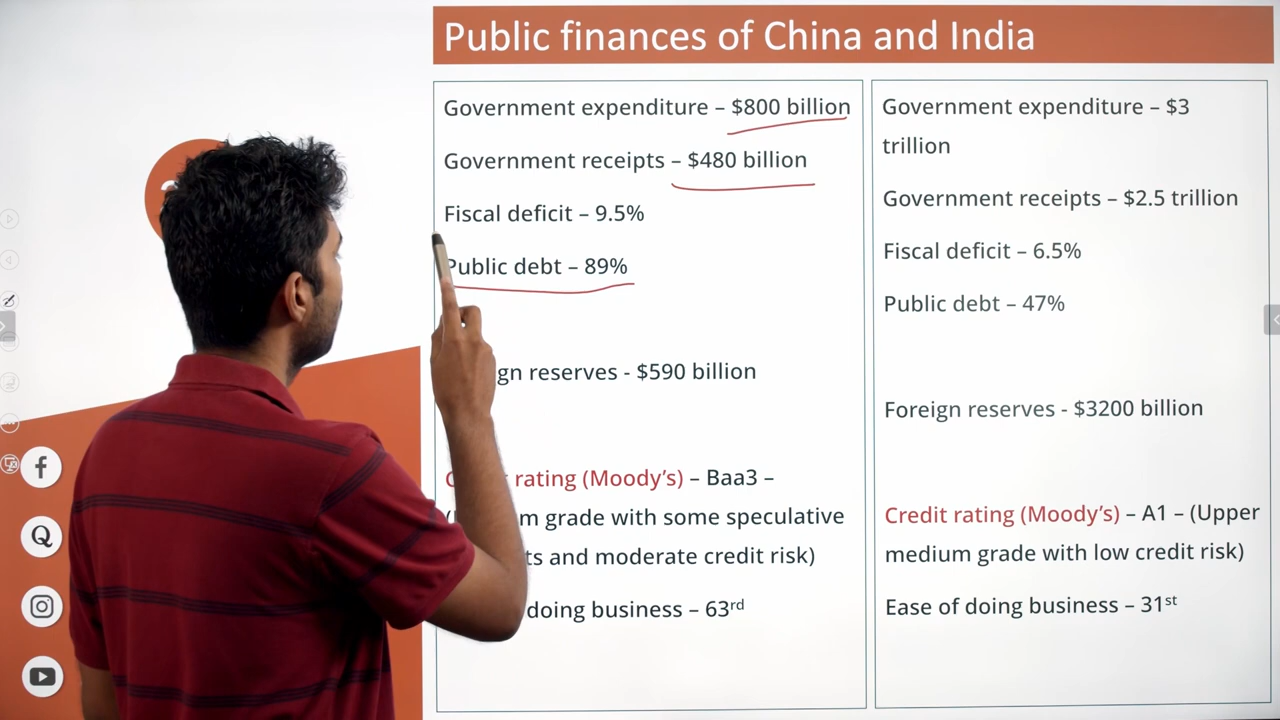 Public finances of China and India
Government expenditure – $800 billion
Government receipts – $480 billion
Fiscal deficit – 9.5%
Public debt – 89%
gn reserves - $590 billion
rating (Moody’s) – Baa3 –
m grade with some speculative
ts and moderate credit risk)
doing business – 63rd
Government expenditure – $3
trillion
Government receipts – $2.5 trillion
Fiscal deficit – 6.5%
Public debt – 47%
Foreign reserves - $3200 billion
Credit rating (Moody’s) – A1 – (Upper
medium grade with low credit risk)
Ease of doing business – 31st